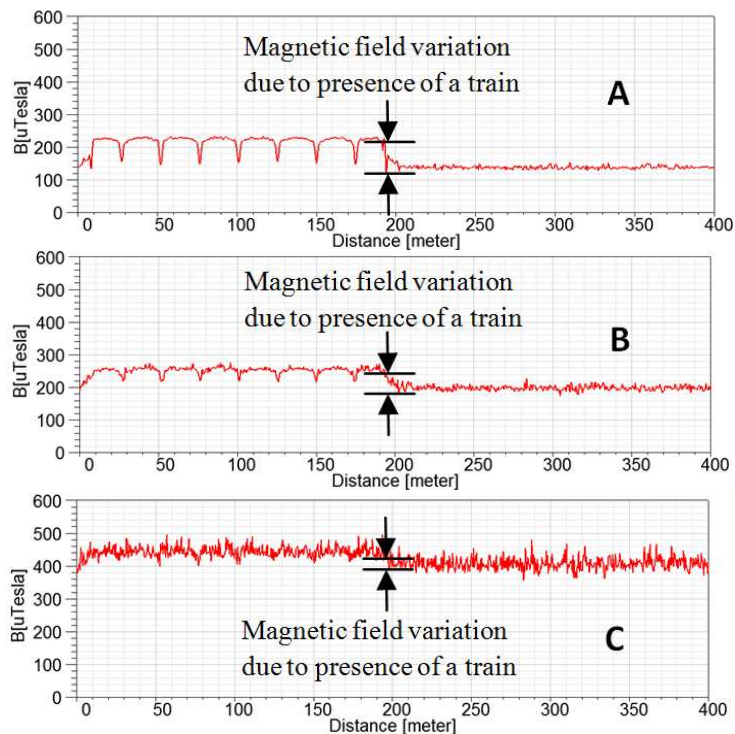 600
500
400
300
200
100
0
B[uTesla]
Magnetic field variation
due to presence of a train
A
0 50 100 150 200 250 300 350 400
Distance [meter]
600
500
400
300
200
100
0
B[uTesla]
Magnetic field variation
due to presence of a train
B
0 50 100 150 200 250 300 350 400
Distance [meter]
600
500
400
300
200
100
0
B[uTesla]
Magnetic field variation
due to presence of a train
C
0 50 100 150 200 250 300 350 400
Distance [meter]